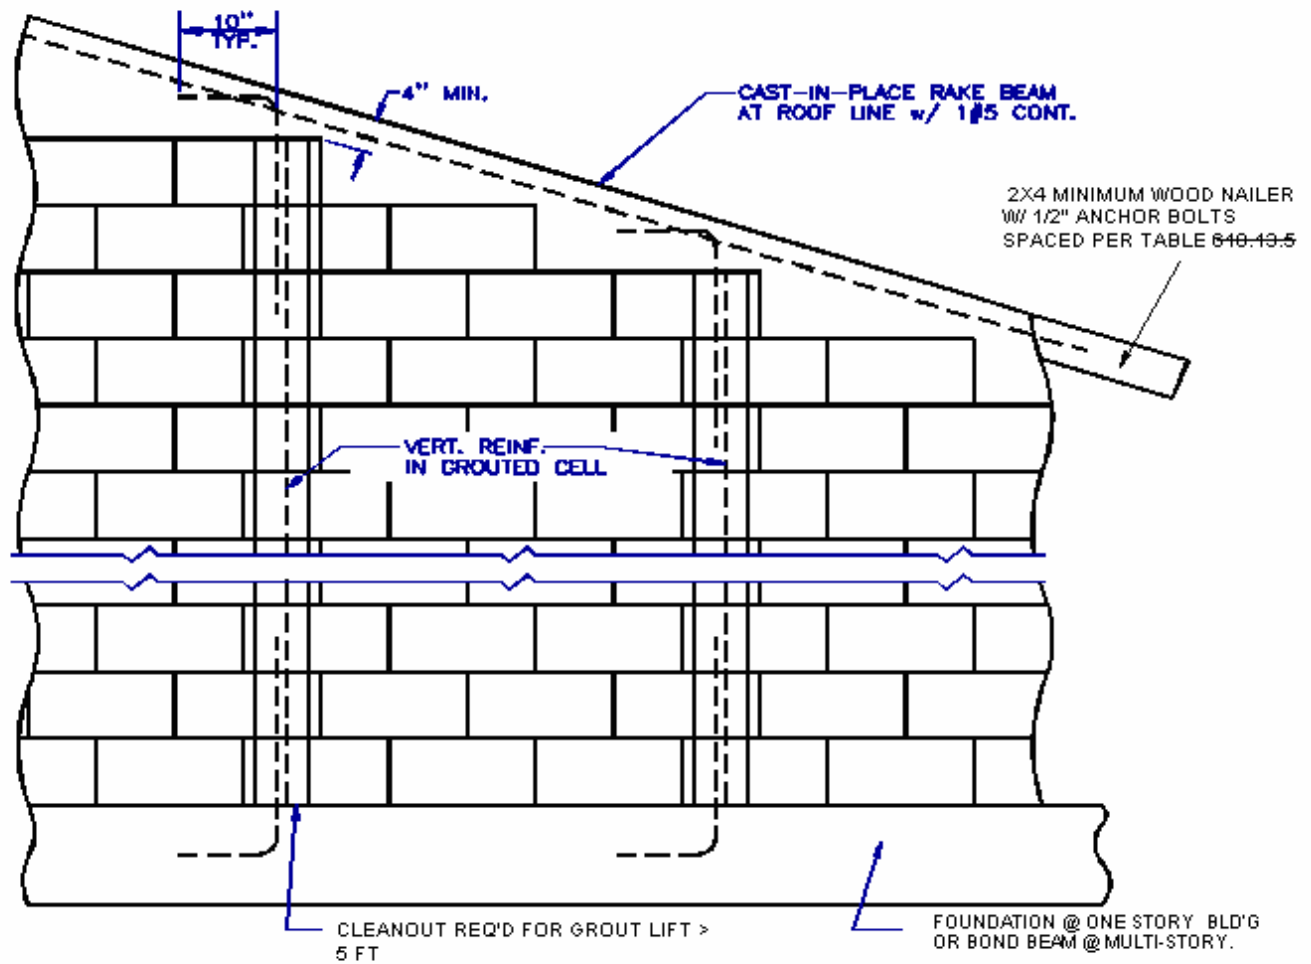 10"
TYP.
4" MIN.
CAST-IN-PLACE RAKE BEAM
AT ROOF LINE w/ 1#5 CONT.
2X4 MINIMUM WOOD NAILER
W/ 1/2" ANCHOR BOLTS
SPACED PER TABLE 640.43.5
VERT. REINF.
IN GROUTED CELL
CLEANOUT REQ'D FOR GROUT LIFT >
5 FT
FOUNDATION @ ONE STORY BLD'G
OR BOND BEAM @ MULTI-STORY.